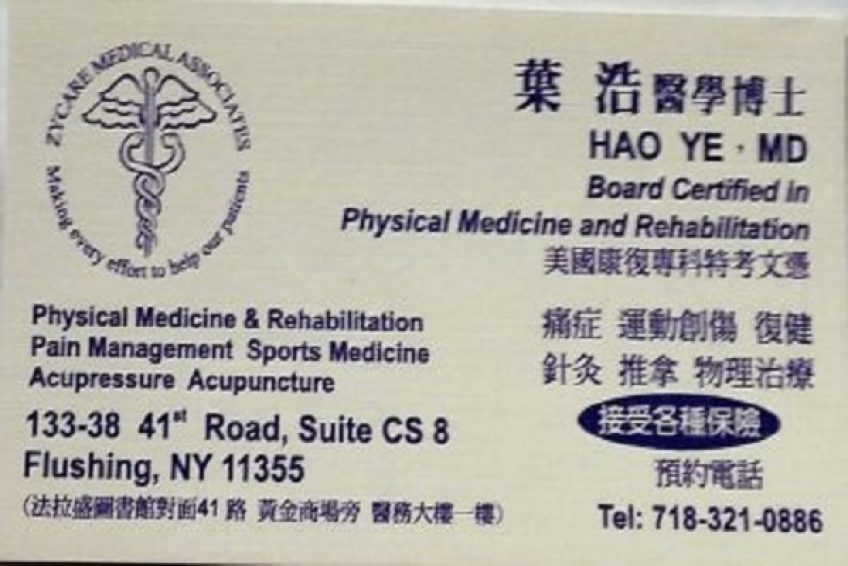 ZYCARE MEDICAL ASSOCIATES
Making every effort to help our patients
葉 浩 醫學博士
HAO YE, MD
Board Certified in
Physical Medicine and Rehabilitation
美國康復專科特考文憑
Physical Medicine & Rehabilitation
Pain Management Sports Medicine
Acupressure Acupuncture
133-38 41st Road, Suite CS 8
Flushing, NY 11355
(法拉盛圖書館對面41 路 黃金商場旁 醫務大樓一樓)
痛症 運動創傷 復健
針灸 推拿 物理治療
接受各種保險
預約電話
Tel: 718-321-0886